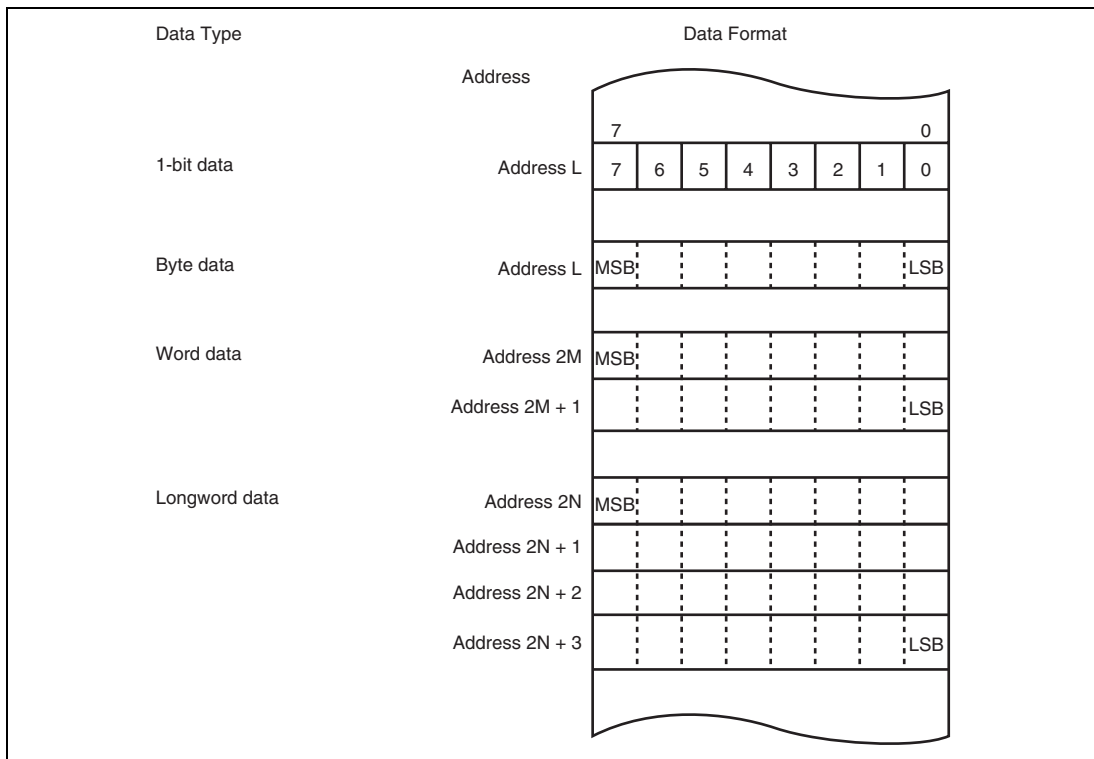 Data Type Data Format
Address
7 0
1-bit data Address L 7 6 5 4 3 2 1 0
Byte data Address L MSB LSB
Word data Address 2M MSB
Address 2M + 1 LSB
Longword data Address 2N MSB
Address 2N + 1
Address 2N + 2
Address 2N + 3 LSB